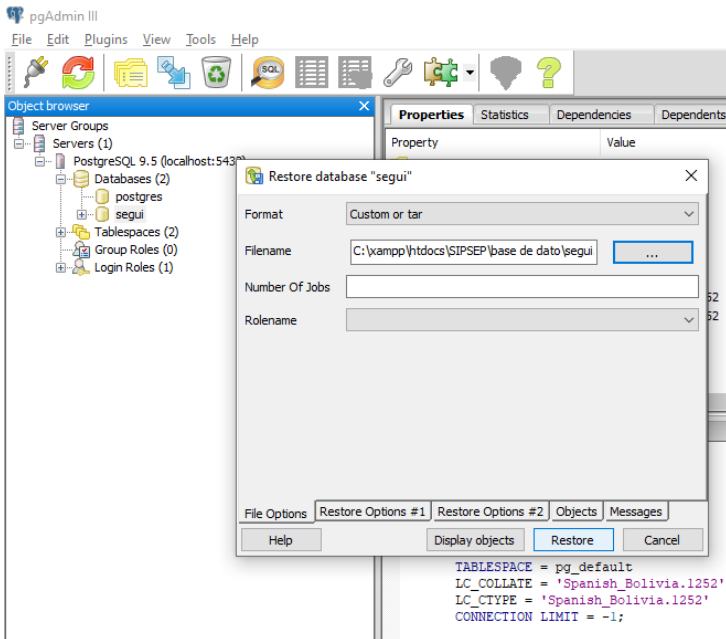 pgAdmin III
File Edit Plugins View Tools Help
SQL
Object browser
Server Groups
Servers (1)
PostgreSQL 9.5 (localhost:543
Databases (2)
postgres
segui
Tablespaces (2)
Group Roles (0)
Login Roles (1)
Properties Statistics Dependencies Dependents
Property Value
Restore database "segui"
Format Custom or tar
Filename C:\xampp\htdocs\SIPSEP\base de dato\segui ...
Number Of Jobs
Rolename
52
52
File Options Restore Options #1 Restore Options #2 Objects Messages
Help Display objects Restore Cancel
TABLESPACE = pg_default
LC_COLLATE = 'Spanish_Bolivia.1252'
LC_CTYPE = 'Spanish_Bolivia.1252'
CONNECTION LIMIT = -1;